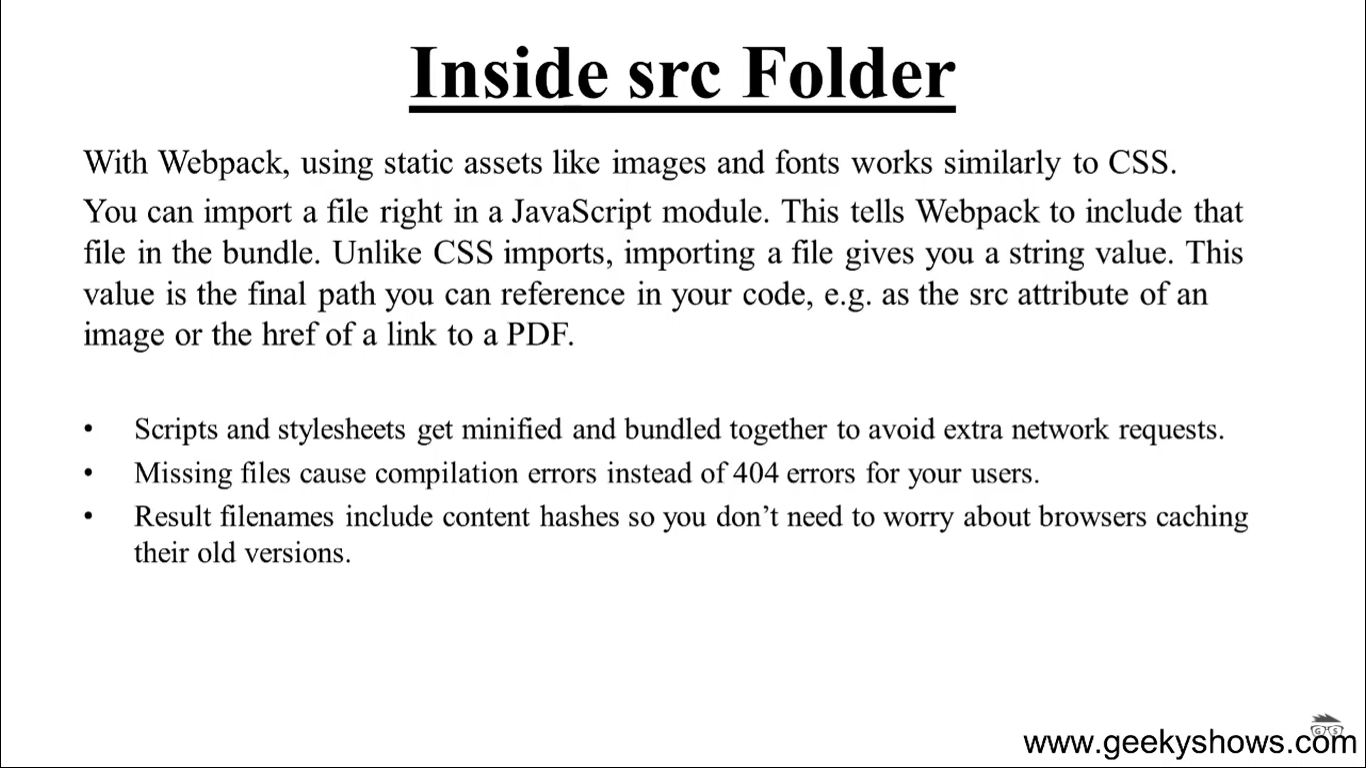 Inside src Folder
With Webpack, using static assets like images and fonts works similarly to CSS.
You can import a file right in a JavaScript module. This tells Webpack to include that
file in the bundle. Unlike CSS imports, importing a file gives you a string value. This
value is the final path you can reference in your code, e.g. as the src attribute of an
image or the href of a link to a PDF.
• Scripts and stylesheets get minified and bundled together to avoid extra network requests.
• Missing files cause compilation errors instead of 404 errors for your users.
• Result filenames include content hashes so you don’t need to worry about browsers caching
their old versions.
G S
www.geekyshows.com